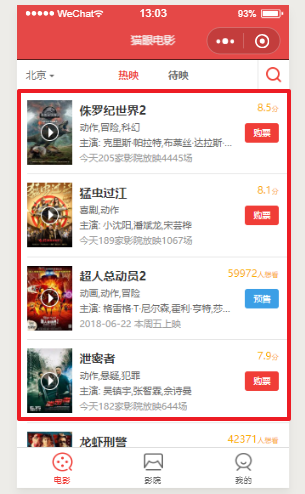 WeChat 13:03 93%
猫眼电影
北京 热映 待映
侏罗纪世界2 8.5分
动作,冒险,科幻
主演: 克里斯·帕拉特,布莱丝·达拉斯·... 购票
今天205家影院放映4445场
猛虫过江 8.1分
喜剧,动作
主演: 小沈阳,潘斌龙,宋芸桦 购票
今天189家影院放映1067场
超人总动员2 59972人想看
动画,动作,冒险
主演: 格雷格·T·尼尔森,霍利·亨特,莎... 预售
2018-06-22 本周五上映
泄密者 7.9分
动作,悬疑,犯罪
主演: 吴镇宇,张智霖,佘诗曼 购票
今天182家影院放映644场
龙虾刑警 42371人想看
电影 影院 我的